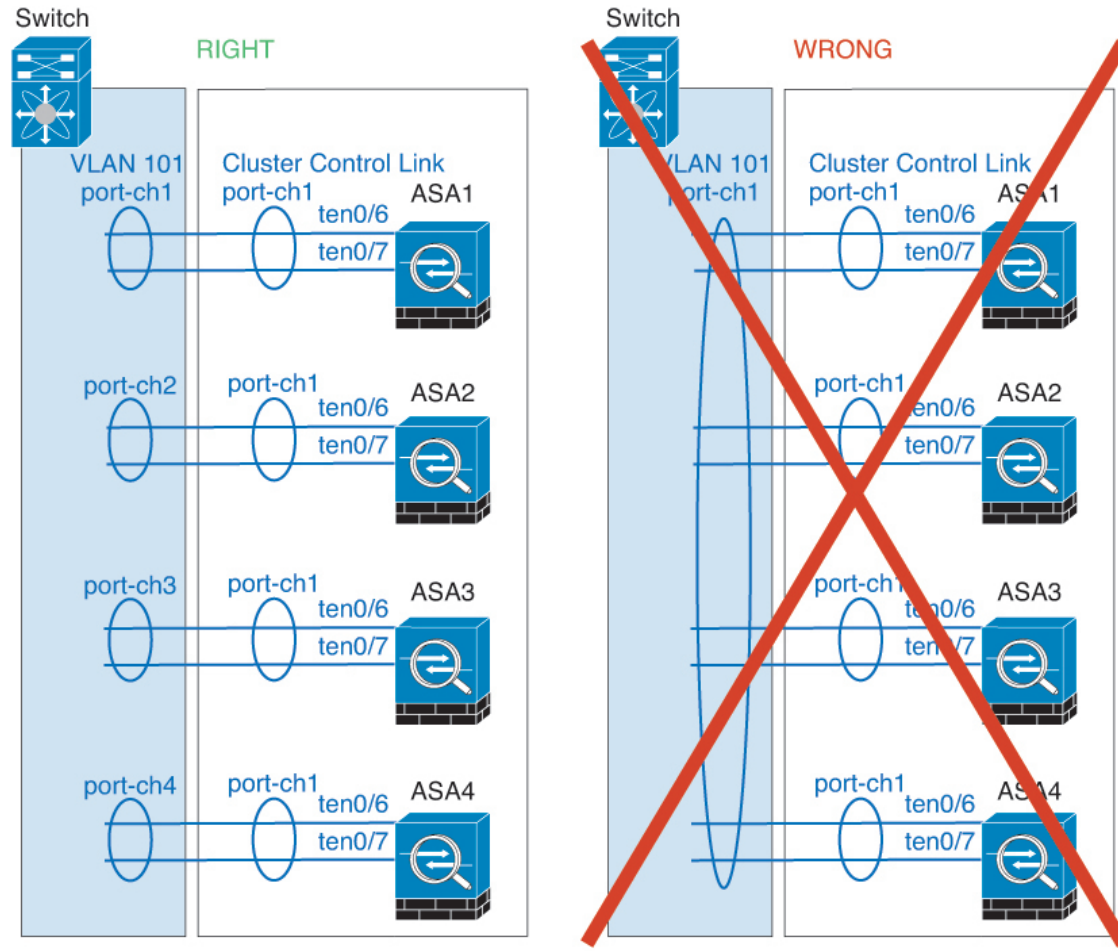 Switch
RIGHT
VLAN 101
port-ch1
Cluster Control Link
port-ch1
ASA1
ten0/6
ten0/7
port-ch2
port-ch1
ASA2
ten0/6
ten0/7
port-ch3
port-ch1
ASA3
ten0/6
ten0/7
port-ch4
port-ch1
ASA4
ten0/6
ten0/7
Switch
WRONG
VLAN 101
port-ch1
Cluster Control Link
port-ch1
ASA1
ten0/6
ten0/7
port-ch1
ASA2
ten0/6
ten0/7
port-ch1
ASA3
ten0/6
ten0/7
port-ch1
ASA4
ten0/6
ten0/7